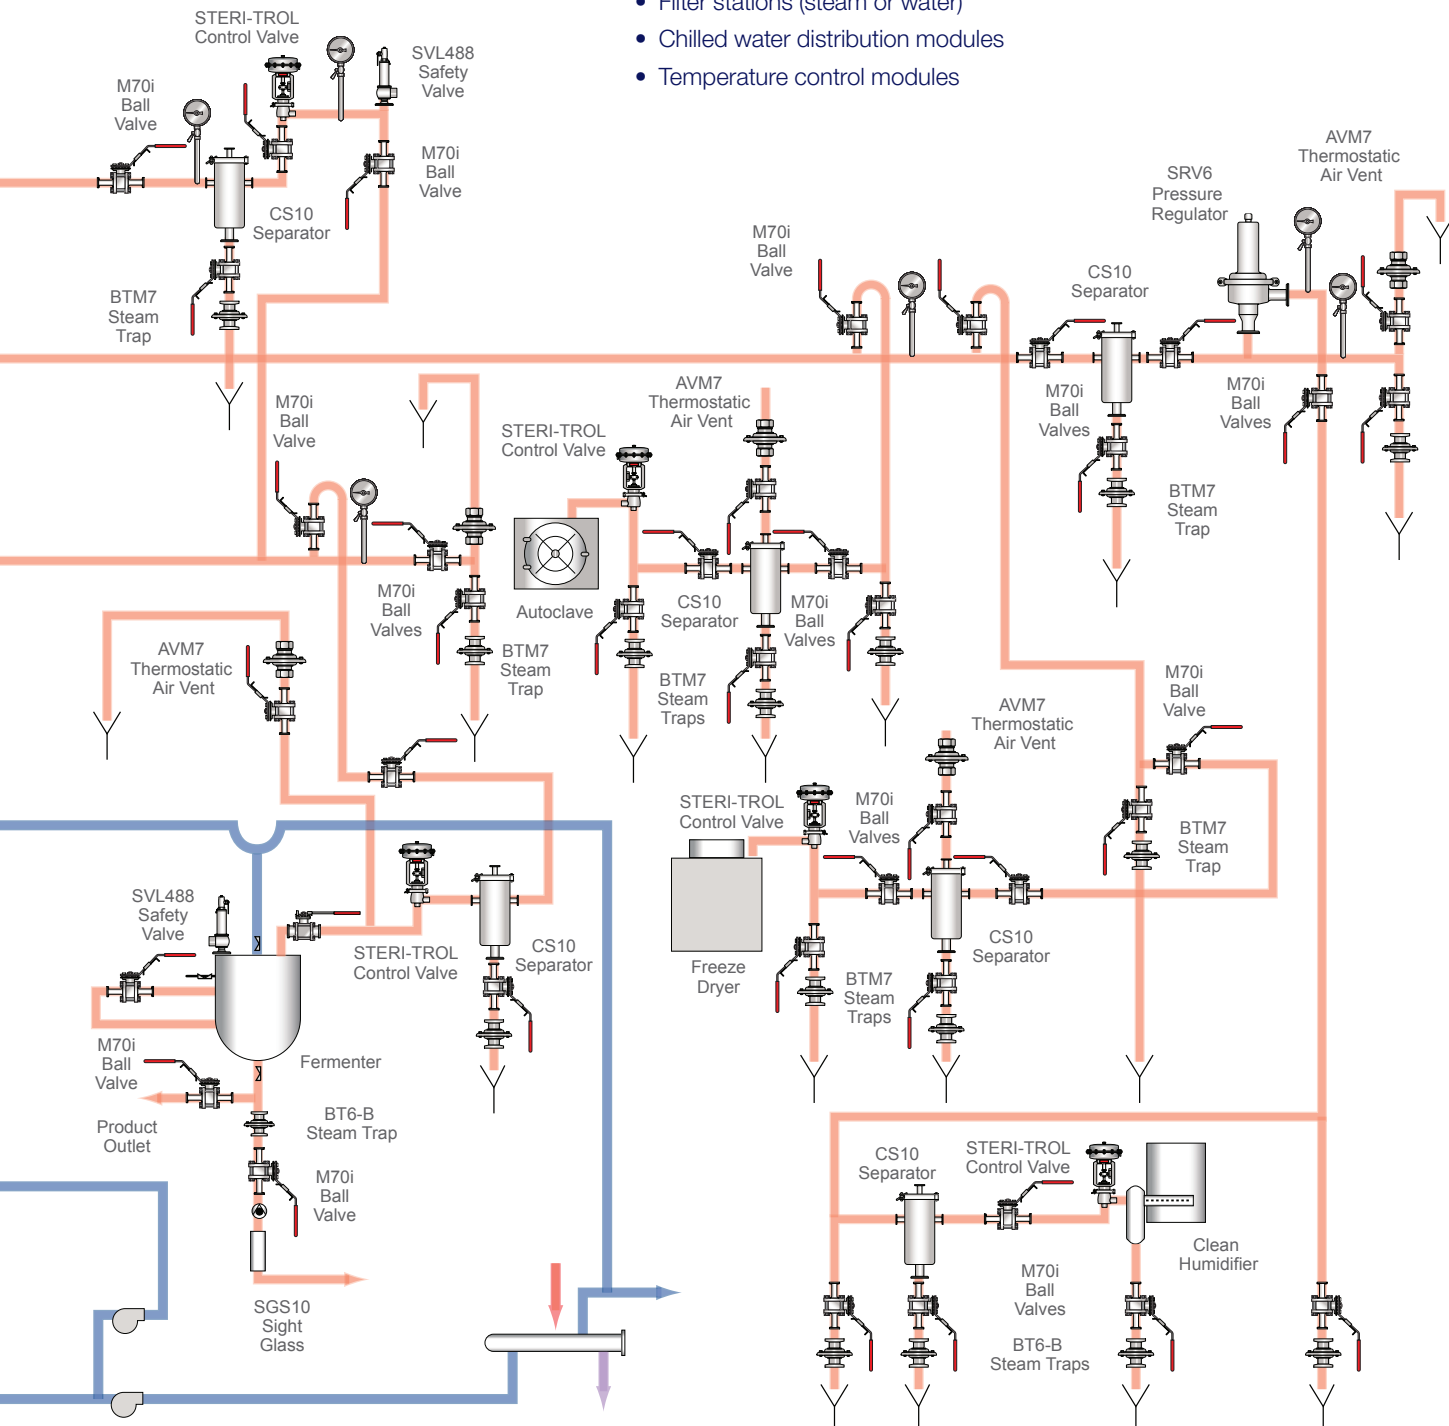 • Filter stations (steam or water)
• Chilled water distribution modules
• Temperature control modules
STERI-TROL
Control Valve
SVL488
Safety
Valve
M70i
Ball
Valve
M70i
Ball
Valve
CS10
Separator
BTM7
Steam
Trap
AVM7
Thermostatic
Air Vent
SRV6
Pressure
Regulator
M70i
Ball
Valve
CS10
Separator
M70i
Ball
Valves
M70i
Ball
Valves
BTM7
Steam
Trap
M70i
Ball
Valve
AVM7
Thermostatic
Air Vent
STERI-TROL
Control Valve
Autoclave
M70i
Ball
Valves
CS10
Separator
M70i
Ball
Valves
BTM7
Steam
Trap
BTM7
Steam
Traps
AVM7
Thermostatic
Air Vent
M70i
Ball
Valve
AVM7
Thermostatic
Air Vent
STERI-TROL
Control Valve
M70i
Ball
Valves
BTM7
Steam
Trap
Freeze
Dryer
CS10
Separator
BTM7
Steam
Traps
SVL488
Safety
Valve
STERI-TROL
Control Valve
CS10
Separator
M70i
Ball
Valve
Fermenter
Product
Outlet
BT6-B
Steam Trap
M70i
Ball
Valve
SGS10
Sight
Glass
CS10
Separator
STERI-TROL
Control Valve
Clean
Humidifier
M70i
Ball
Valves
BT6-B
Steam Traps